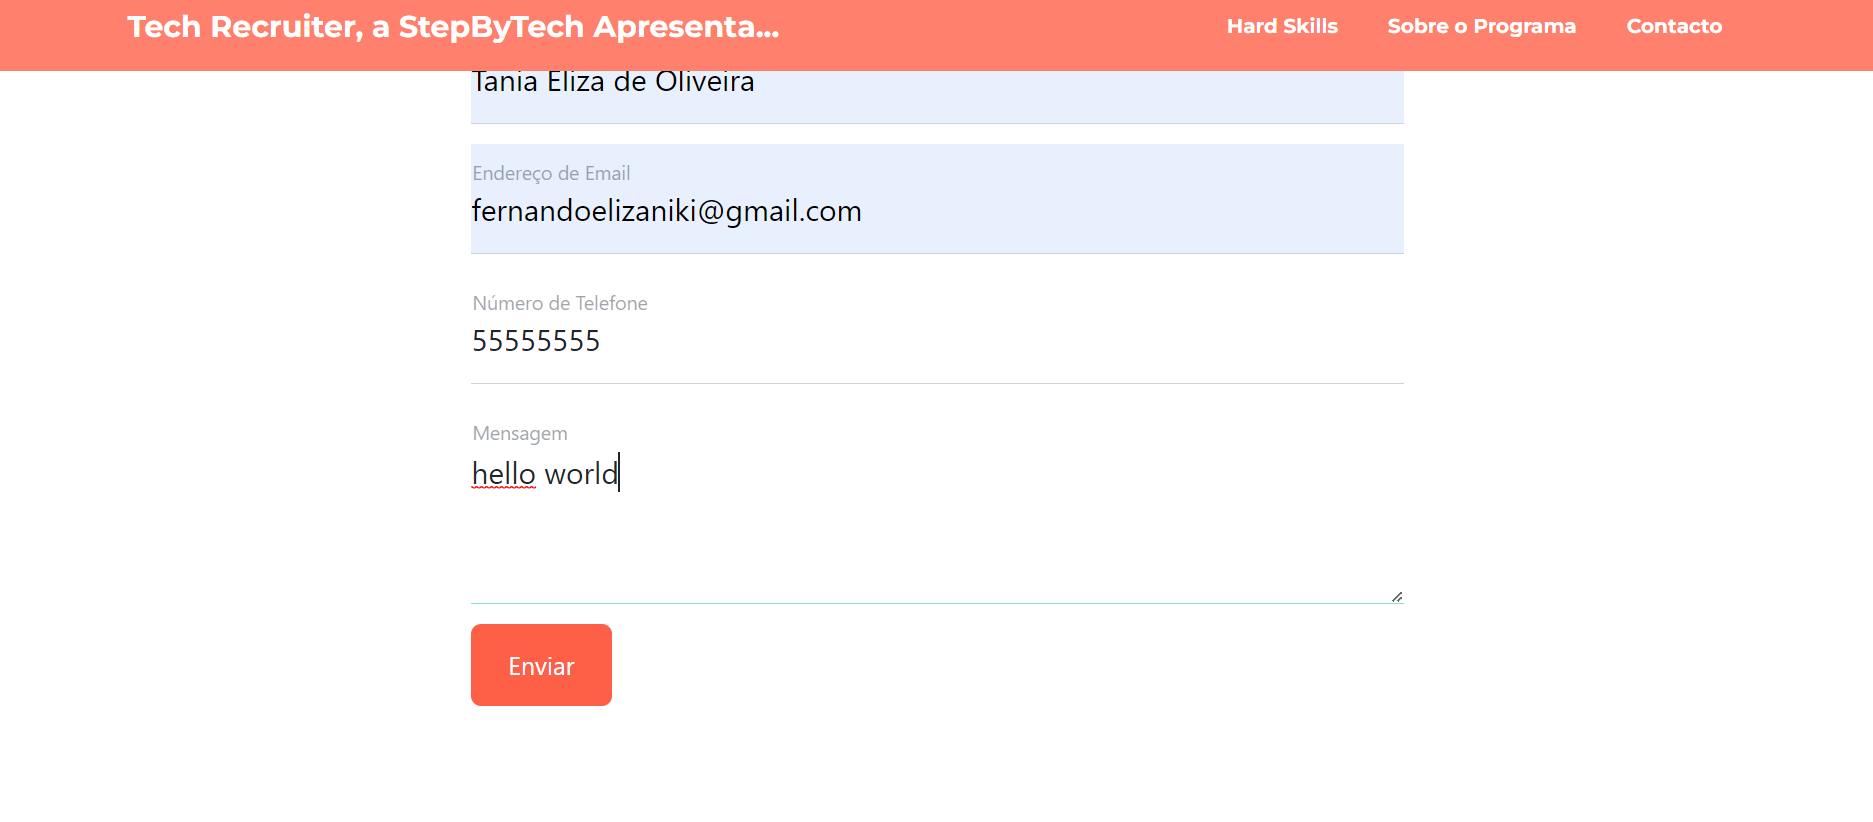 Tech Recruiter, a StepByTech Apresenta...
Hard Skills
Sobre o Programa
Contacto
Tania Eliza de Oliveira
Endereço de Email
fernandoelizaniki@gmail.com
Número de Telefone
55555555
Mensagem
hello world
Enviar